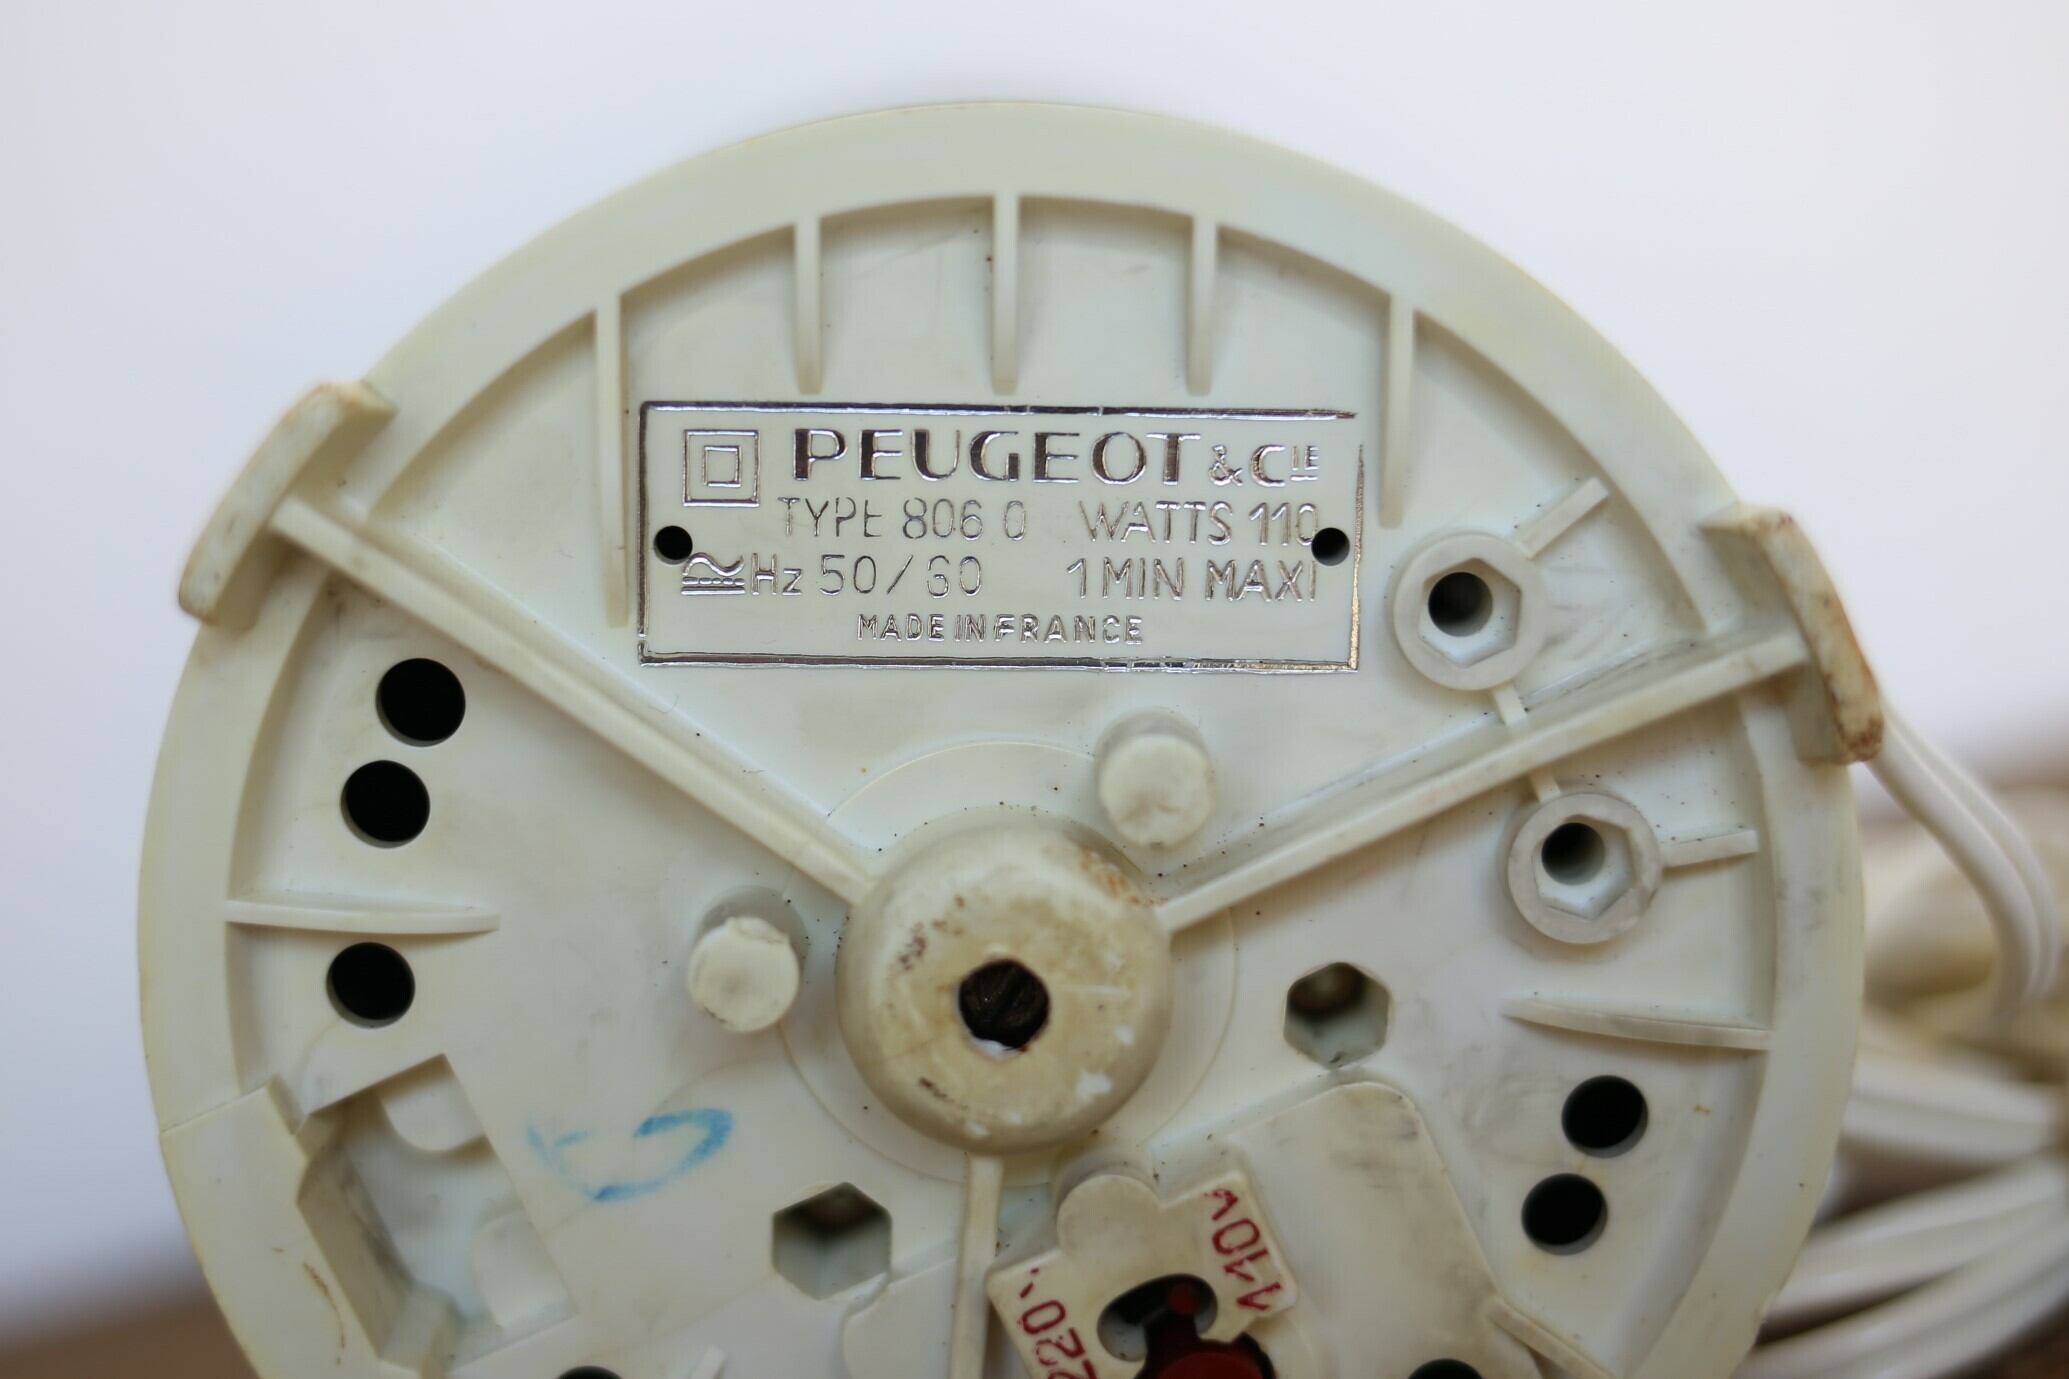 PEUGEOT & CIE
TYPE 806 0 WATTS 110
≅ Hz 50/60 1 MIN MAXI
MADE IN FRANCE
110V
220V